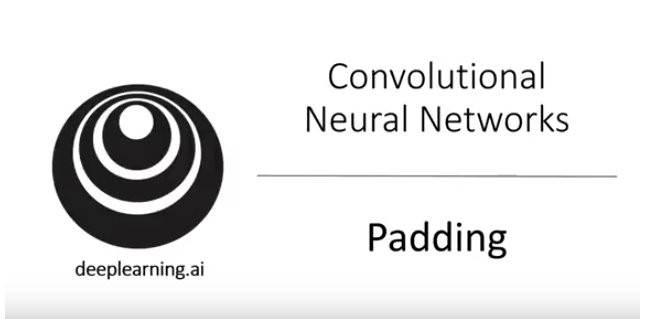 Convolutional
Neural Networks
Padding
deeplearning.ai